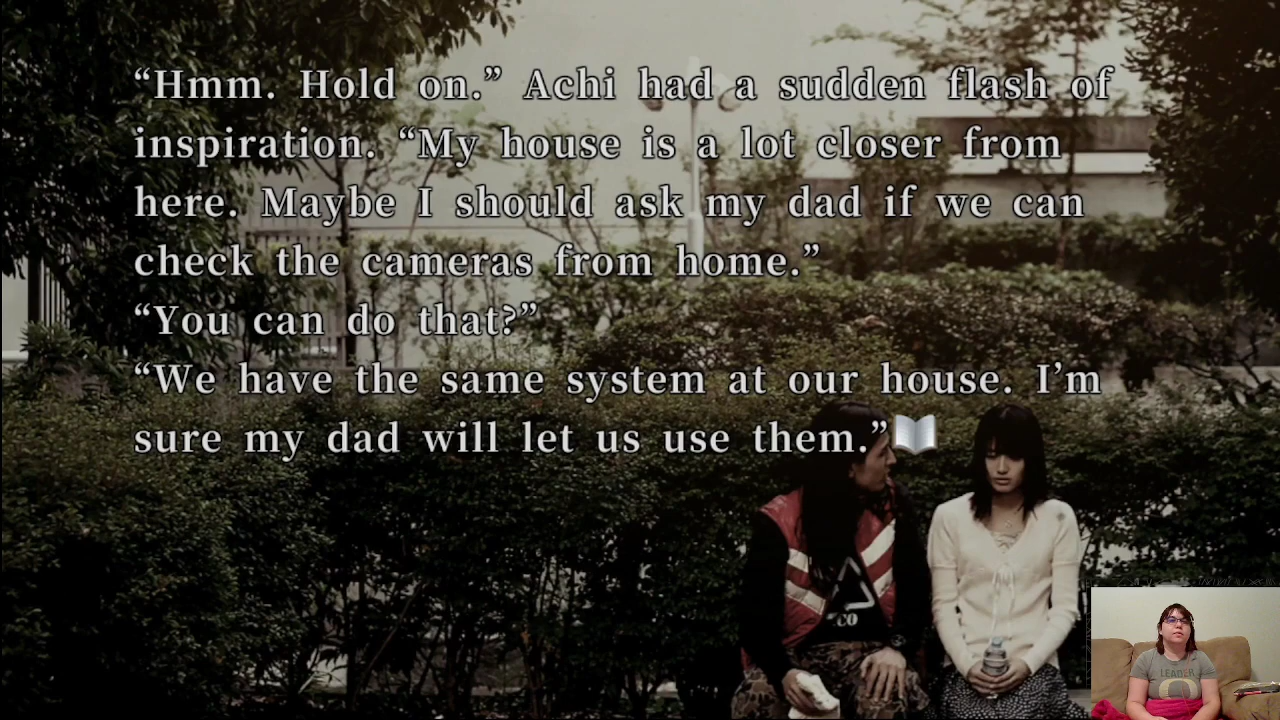 “Hmm. Hold on.” Achi had a sudden flash of
inspiration. “My house is a lot closer from
here. Maybe I should ask my dad if we can
check the cameras from home.”
“You can do that?”
“We have the same system at our house. I’m
sure my dad will let us use them.”
CO
LEADER